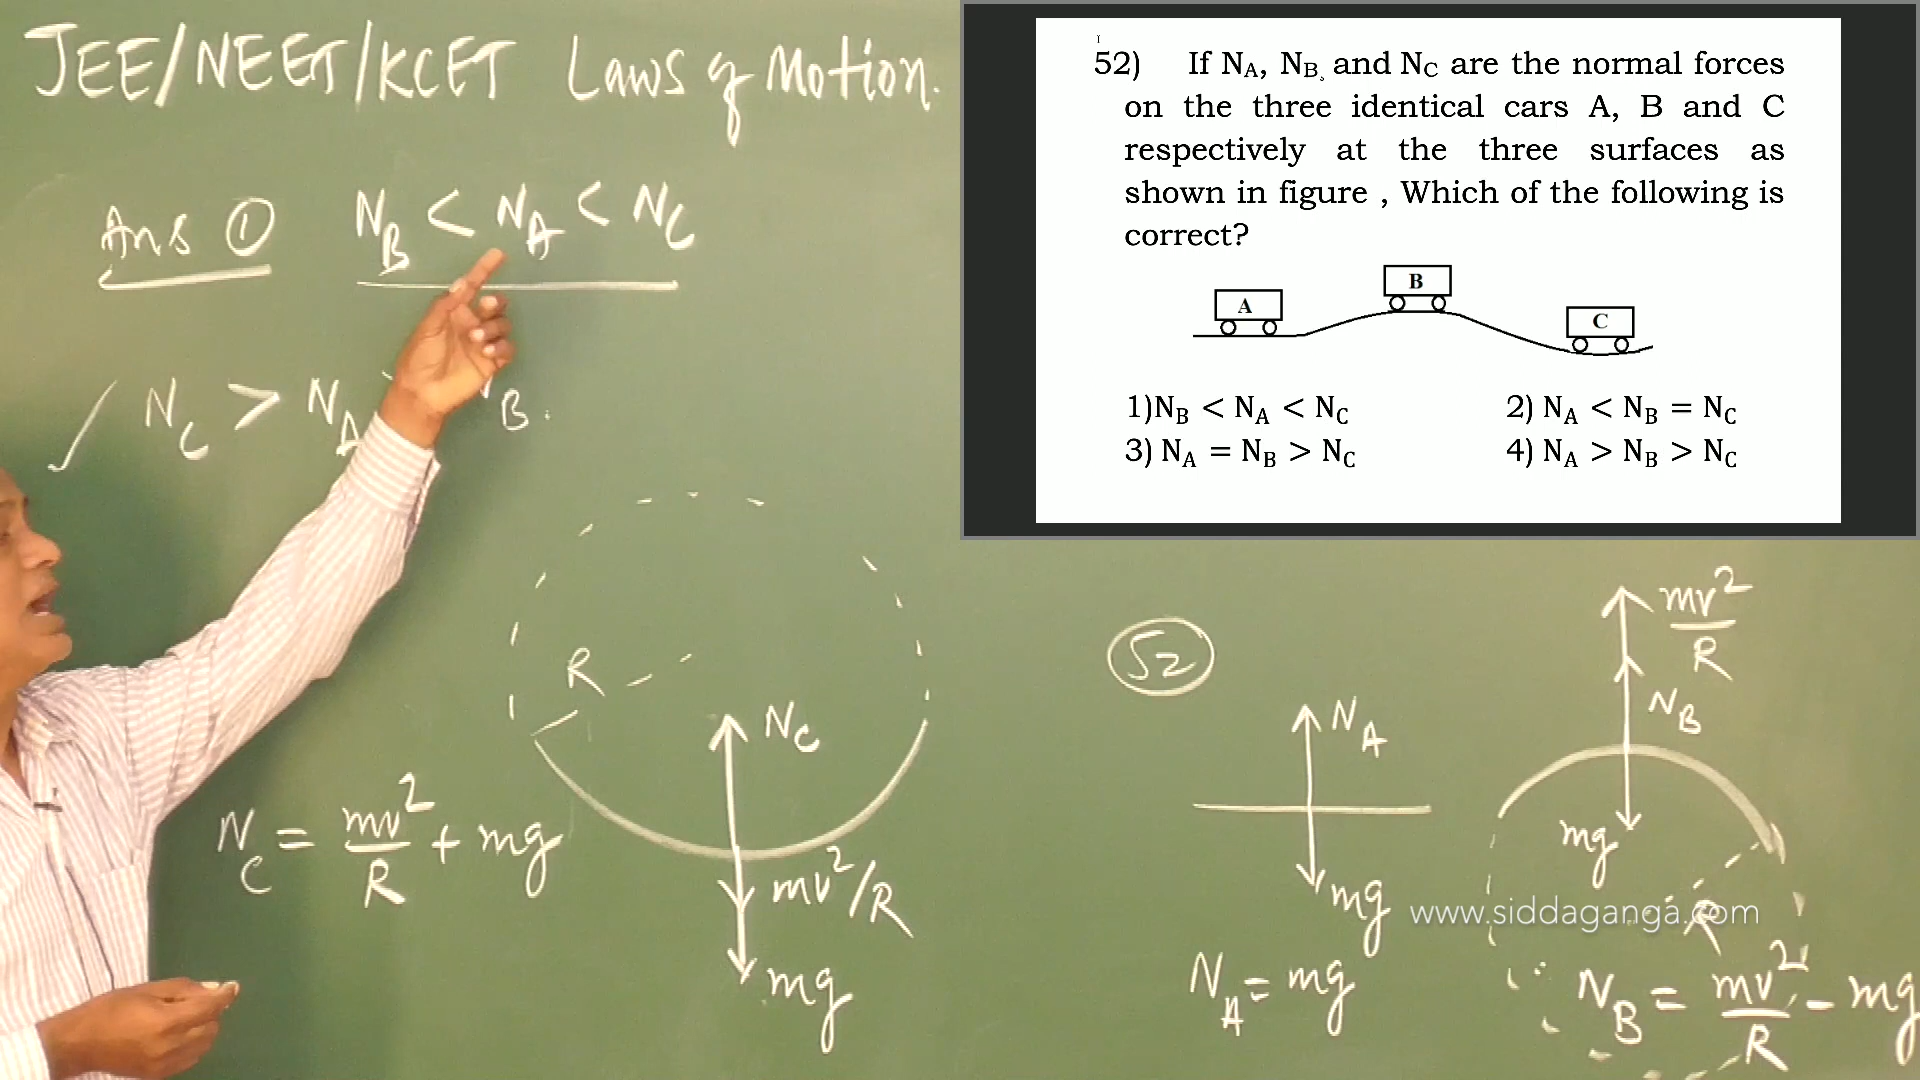 JEE/NEET/KCET Laws of Motion.
Ans ① N_B < N_A < N_C
N_C > N_A B.
R
N_C
N_C = mv²/R + mg
mv²/R
mg
52) If N_A, N_B, and N_C are the normal forces
on the three identical cars A, B and C
respectively at the three surfaces as
shown in figure , Which of the following is
correct?
A
B
C
1)N_B < N_A < N_C 2) N_A < N_B = N_C
3) N_A = N_B > N_C 4) N_A > N_B > N_C
52
N_A
mg
N_A = mg
mv²/R
N_B
mg
R
www.siddaganga.com
N_B = mv²/R - mg